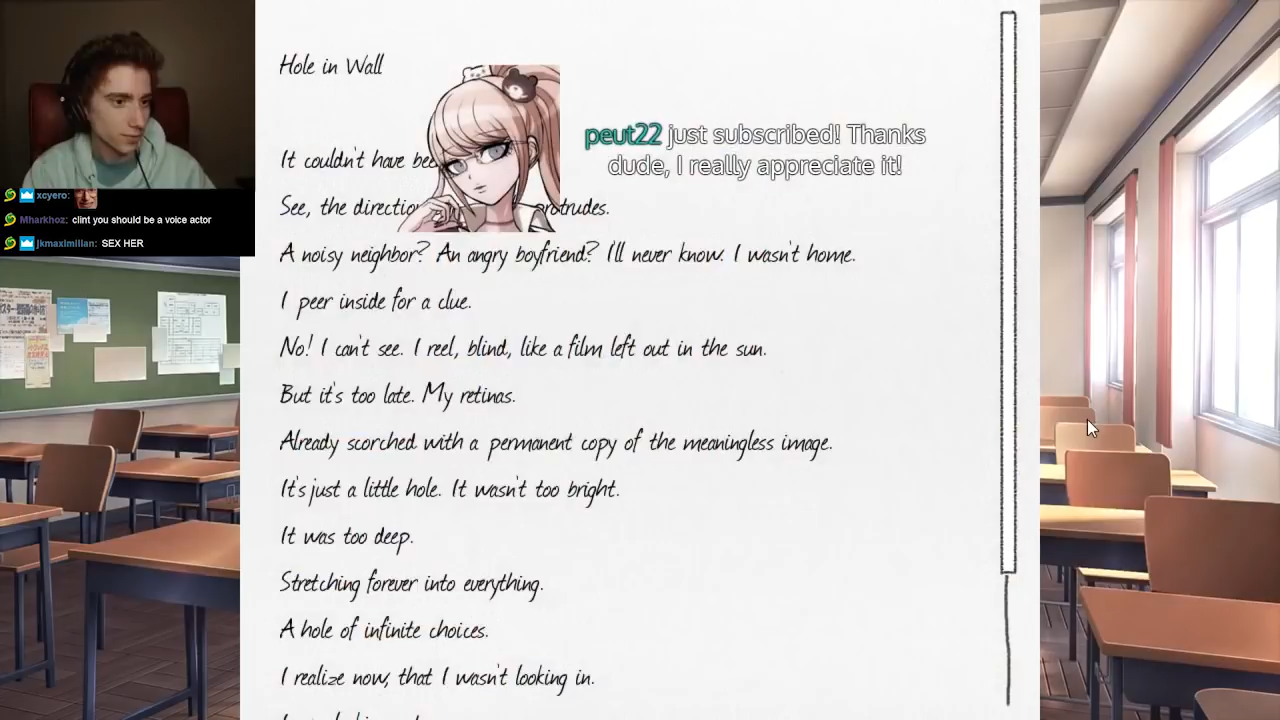 xcyero:
Mharkhoz: clint you should be a voice actor
jkmaximilian: SEX HER
peut22 just subscribed! Thanks
dude, I really appreciate it!
Hole in Wall
It couldn't have
See, the protrudes.
A noisy neighbor? An angry boyfriend? I'll never know. I wasn't home.
I peer inside for a clue.
No! I can't see. I reel, blind, like a film left out in the sun.
But it's too late. My retinas.
Already scorched with a permanent copy of the meaningless image.
It's just a little hole. It wasn't too bright.
It was too deep.
Stretching forever into everything.
A hole of infinite choices.
I realize now, that I wasn't looking in.